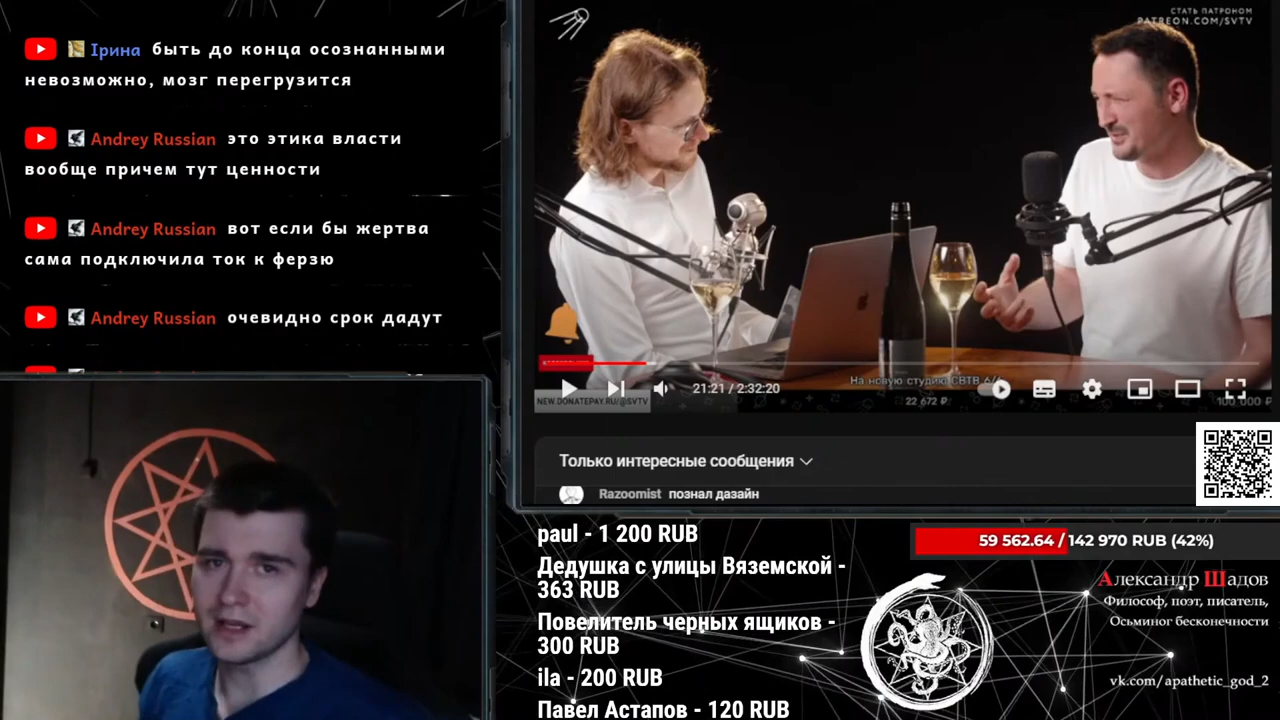 Ірина быть до конца осознанными
невозможно, мозг перегрузится
Andrey Russian это этика власти
вообще причем тут ценности
Andrey Russian вот если бы жертва
сама подключила ток к ферзю
Andrey Russian очевидно срок дадут
СТАТЬ ПАТРОНОМ
PATREON.COM/SVTV
21:21 / 2:32:20
На новую студию СВТВ 6/6
NEW.DONATEPAY.RU/@SVTV
22 672 ₽
100 000 ₽
Только интересные сообщения
Razoomist познал дазайн
paul - 1 200 RUB
Дедушка с улицы Вяземской -
363 RUB
Повелитель черных ящиков -
300 RUB
ila - 200 RUB
Павел Астапов - 120 RUB
59 562.64 / 142 970 RUB (42%)
Александр Шадов
Философ, поэт, писатель,
Осьминог бесконечности
vk.com/apathetic_god_2